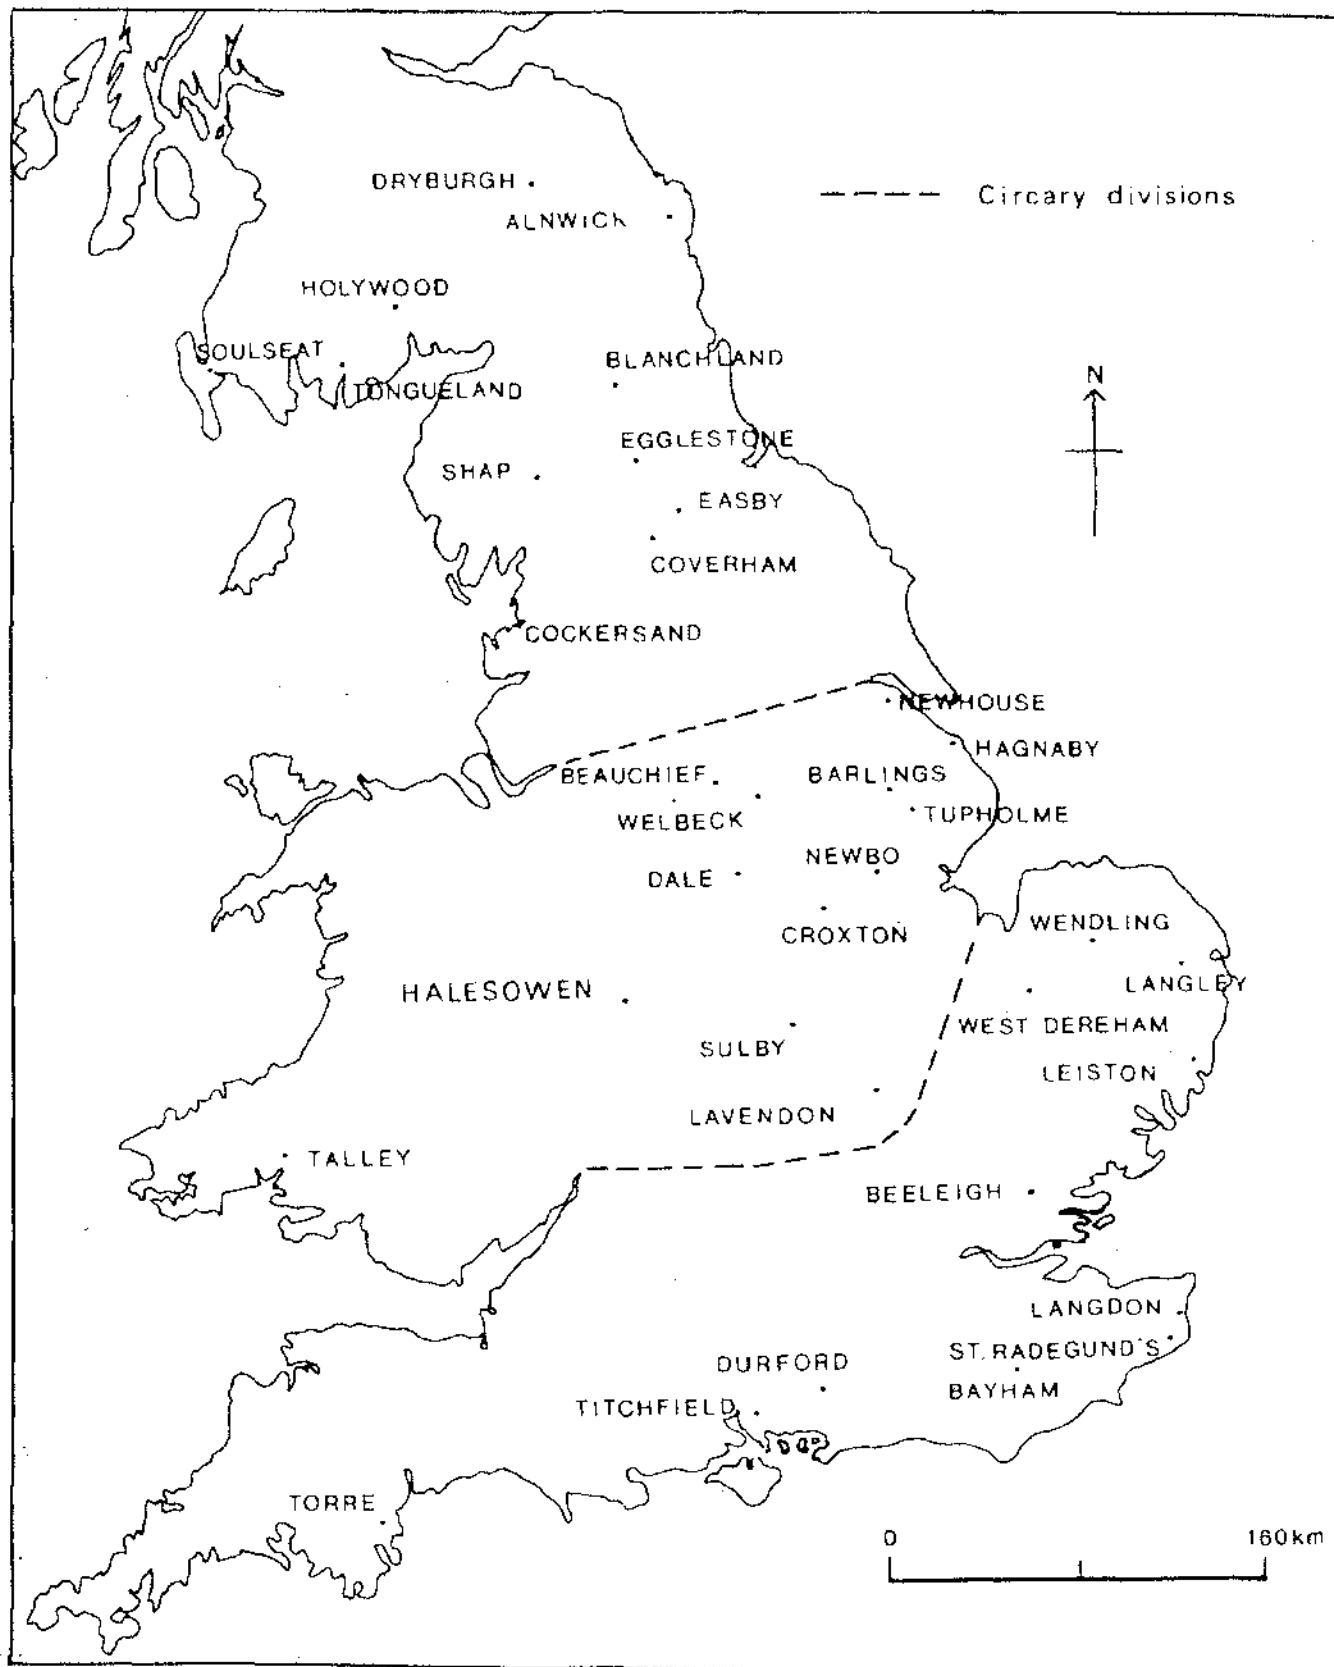 DRYBURGH
Circary divisions
ALNWICK
HOLYWOOD
SOULSEAT
BLANCHLAND
TONGUELAND
N
EGGLESTONE
SHAP
EASBY
COVERHAM
COCKERSAND
NEWHOUSE
HAGNABY
BEAUCHIEF
BARLINGS
WELBECK
TUPHOLME
NEWBO
DALE
WENDLING
CROXTON
LANGLEY
HALESOWEN
WEST DEREHAM
SULBY
LEISTON
LAVENDON
TALLEY
BEELEIGH
LANGDON
ST. RADEGUND'S
DURFORD
BAYHAM
TITCHFIELD
TORRE
0 160km